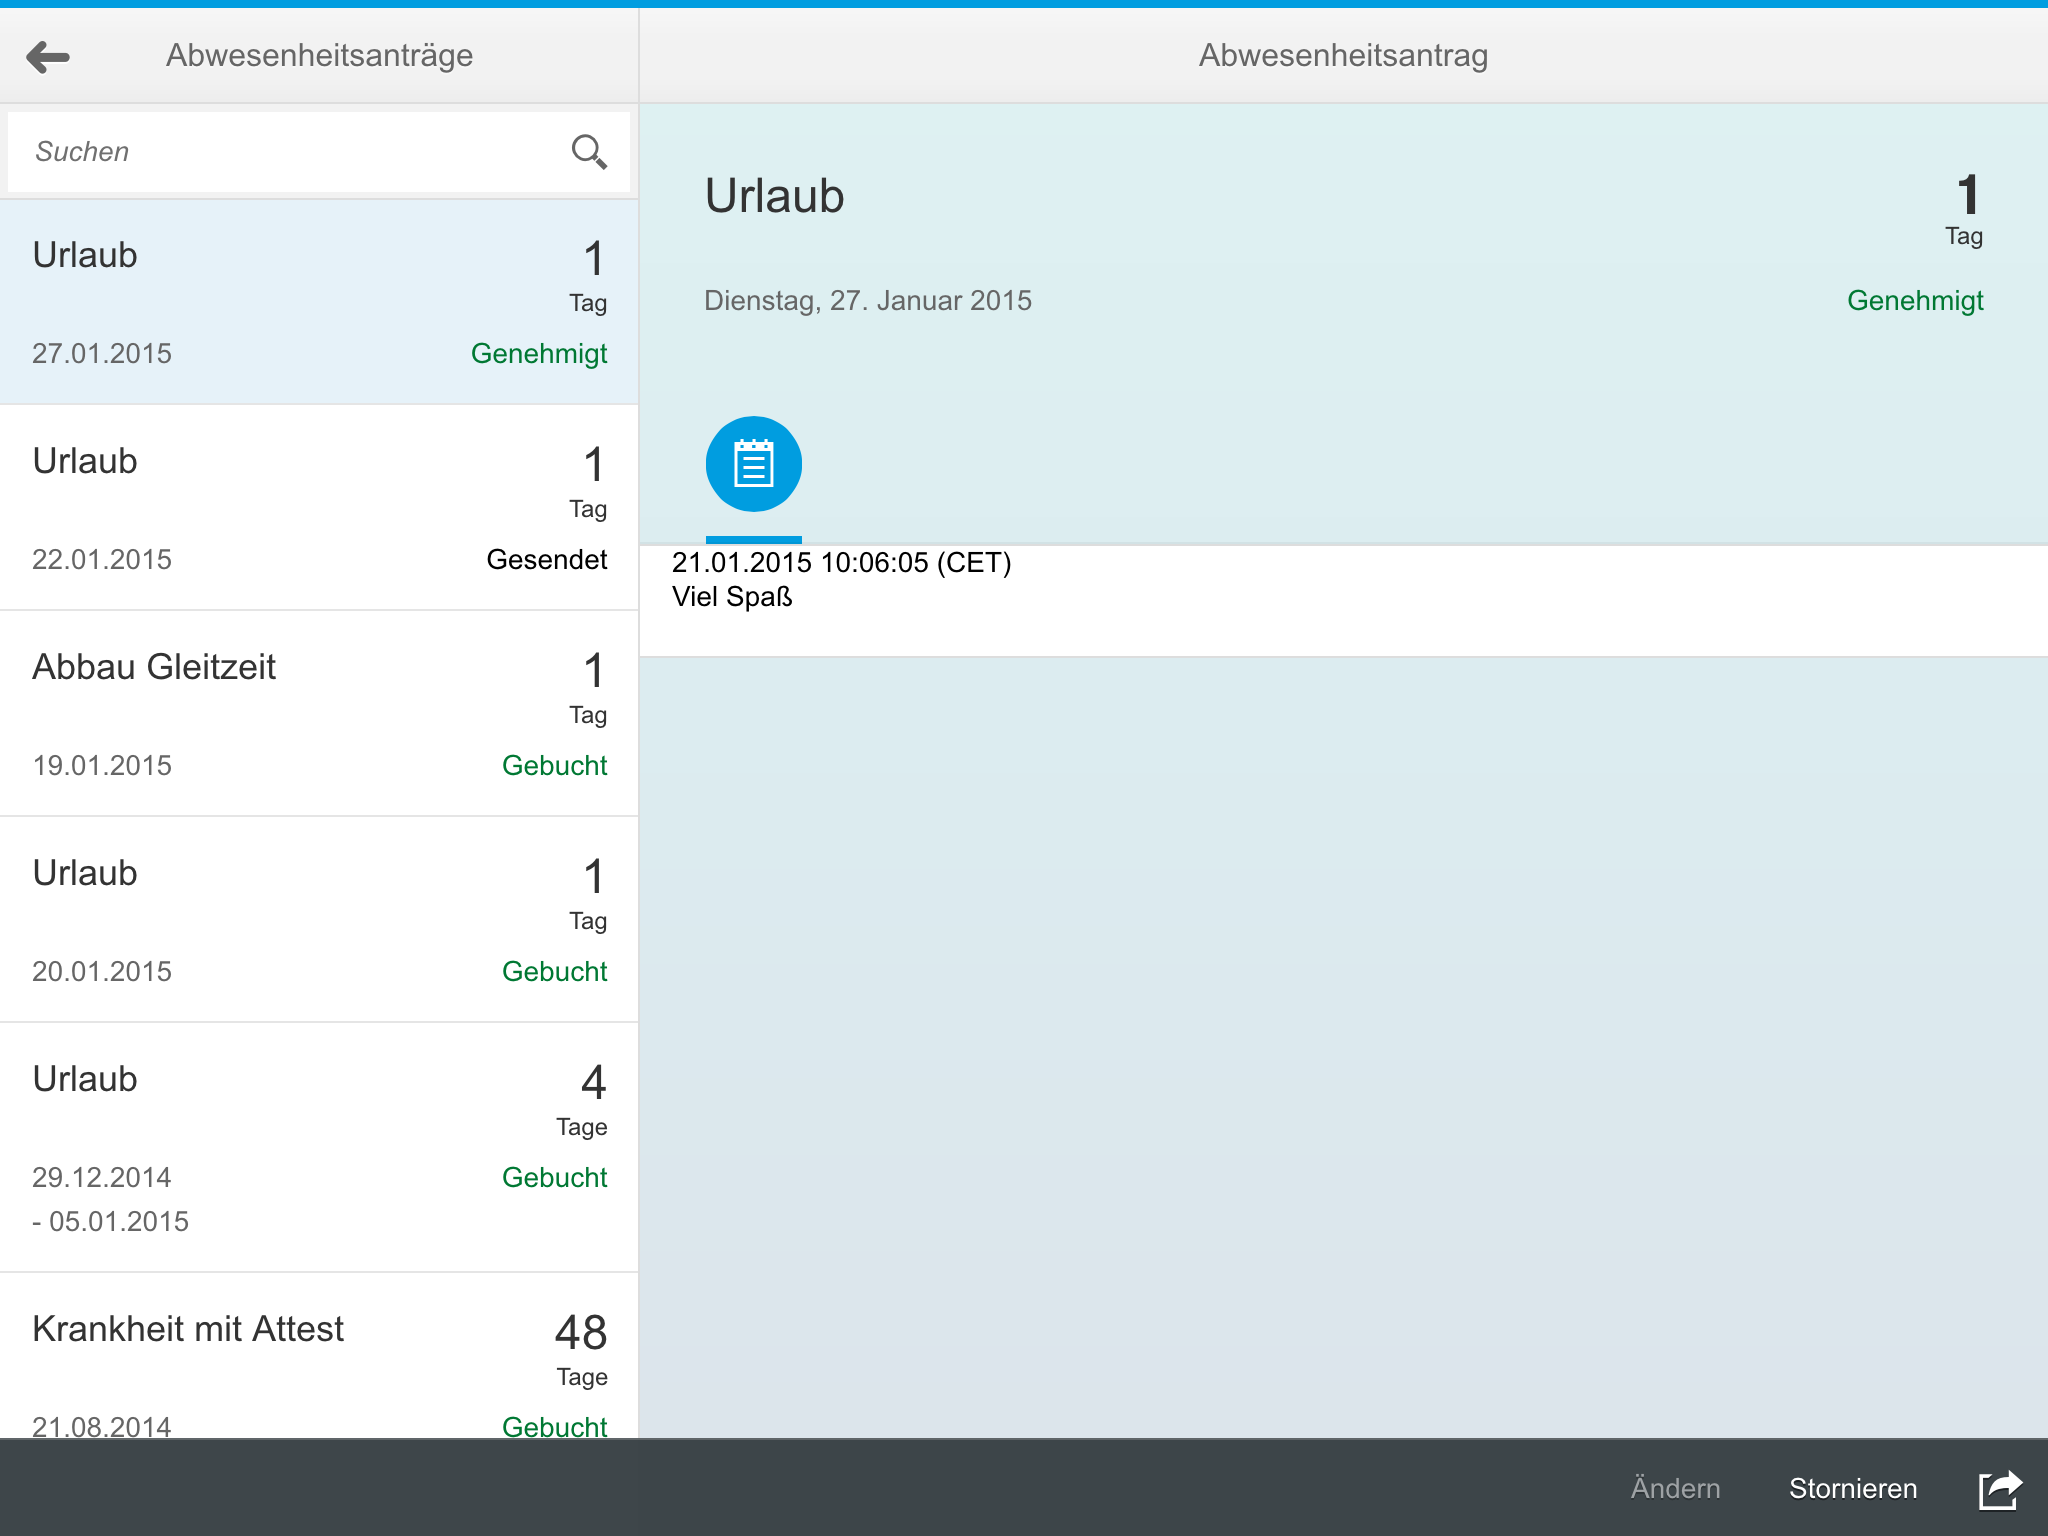 Abwesenheitsanträge
Suchen
Urlaub 1
Tag
27.01.2015 Genehmigt
Urlaub 1
Tag
22.01.2015 Gesendet
Abbau Gleitzeit 1
Tag
19.01.2015 Gebucht
Urlaub 1
Tag
20.01.2015 Gebucht
Urlaub 4
Tage
29.12.2014 Gebucht
- 05.01.2015
Krankheit mit Attest 48
Tage
21.08.2014 Gebucht
Abwesenheitsantrag
Urlaub 1
Tag
Dienstag, 27. Januar 2015 Genehmigt
21.01.2015 10:06:05 (CET)
Viel Spaß
Ändern Stornieren